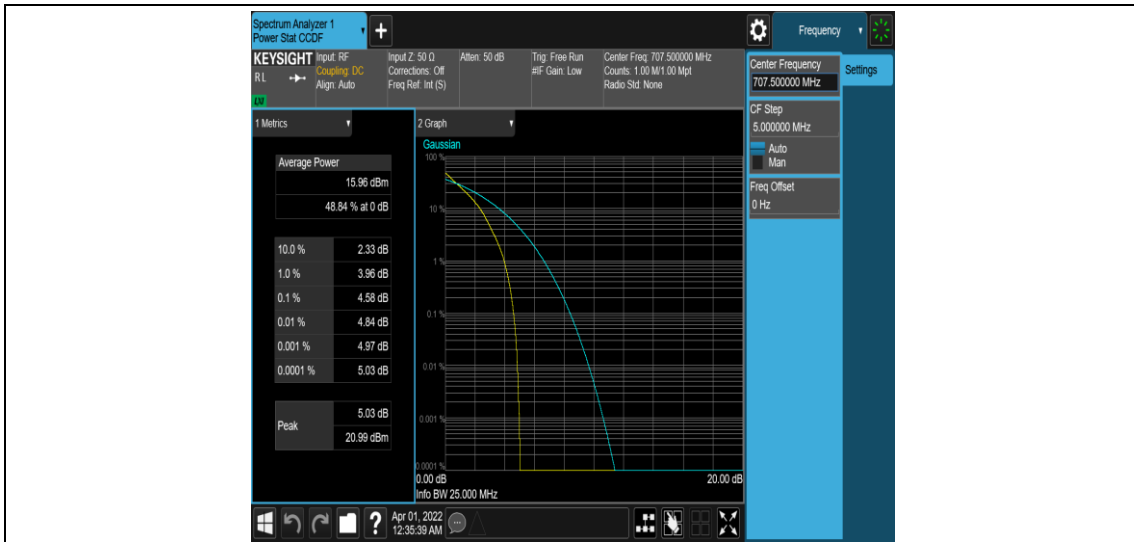 Spectrum Analyzer 1
Power Stat CCDF
Frequency
KEYSIGHT
RL
LXI
Input: RF
Coupling: DC
Align: Auto
Input Z: 50 Ω
Corrections: Off
Freq Ref: Int (S)
Atten: 50 dB
Trig: Free Run
#IF Gain: Low
Center Freq: 707.500000 MHz
Counts: 1.00 M/1.00 Mpt
Radio Std: None
Center Frequency
707.500000 MHz
Settings
CF Step
5.000000 MHz
Auto
Man
Freq Offset
0 Hz
1 Metrics
Average Power
15.96 dBm
48.84 % at 0 dB
10.0 % 2.33 dB
1.0 % 3.96 dB
0.1 % 4.58 dB
0.01 % 4.84 dB
0.001 % 4.97 dB
0.0001 % 5.03 dB
Peak
5.03 dB
20.99 dBm
2 Graph
Gaussian
100 %
10 %
1 %
0.1 %
0.01 %
0.001 %
0.0001 %
0.00 dB 20.00 dB
Info BW 25.000 MHz
?
Apr 01, 2022
12:35:39 AM